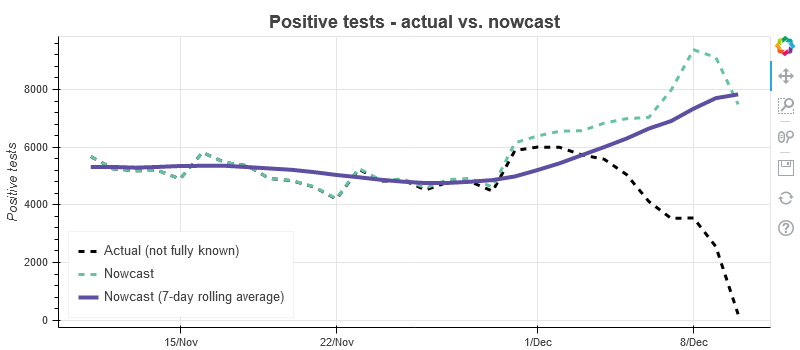 Positive tests - actual vs. nowcast
Positive tests
8000
6000
4000
2000
0
Actual (not fully known)
Nowcast
Nowcast (7-day rolling average)
15/Nov
22/Nov
1/Dec
8/Dec